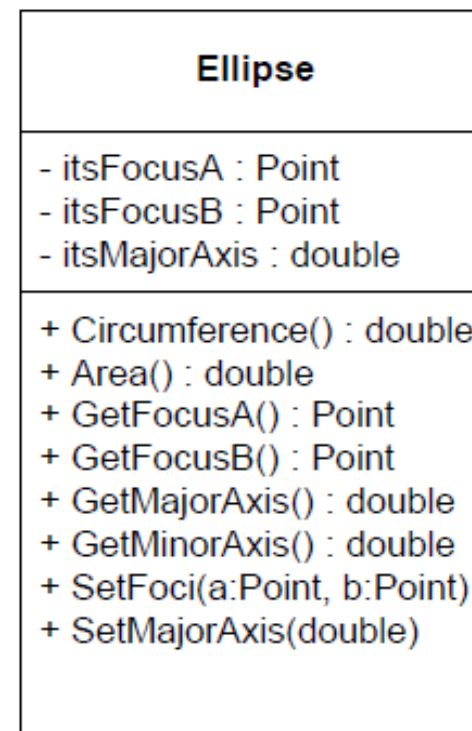 Ellipse
- itsFocusA : Point
- itsFocusB : Point
- itsMajorAxis : double
+ Circumference() : double
+ Area() : double
+ GetFocusA() : Point
+ GetFocusB() : Point
+ GetMajorAxis() : double
+ GetMinorAxis() : double
+ SetFoci(a:Point, b:Point)
+ SetMajorAxis(double)